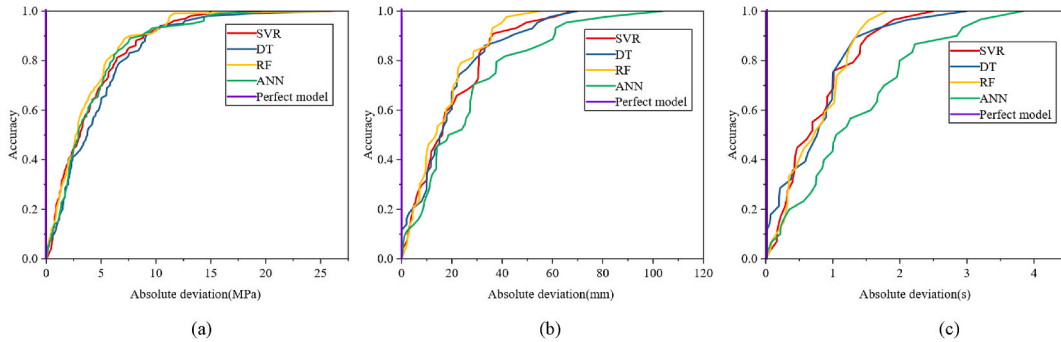 1.0
0.8
0.6
0.4
0.2
0.0
Accuracy
0 5 10 15 20 25
Absolute deviation(MPa)
SVR
DT
RF
ANN
Perfect model
(a)
1.0
0.8
0.6
0.4
0.2
0.0
Accuracy
0 20 40 60 80 100 120
Absolute deviation(mm)
SVR
DT
RF
ANN
Perfect model
(b)
1.0
0.8
0.6
0.4
0.2
0.0
Accuracy
0 1 2 3 4
Absolute deviation(s)
SVR
DT
RF
ANN
Perfect model
(c)